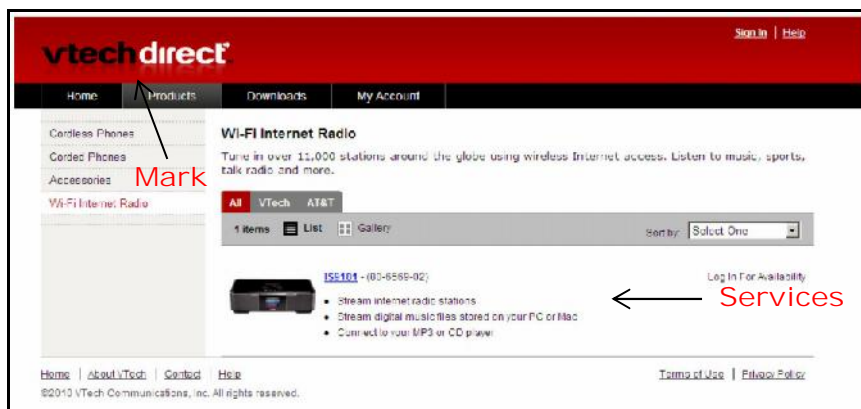 Sign In | Help
vtechdirect
Home Products Downloads My Account
Cordless Phones
Corded Phones
Accessories
Wi-Fi Internet Radio
Mark
Wi-Fi Internet Radio
Tune in over 11,000 stations around the globe using wireless Internet access. Listen to music, sports,
talk radio and more.
All VTech AT&T
1 items List Gallery Sort by: Select One
IS9181 - (80-6869-02) Log In For Availability
• Stream internet radio stations
• Stream digital music files stored on your PC or Mac
• Connect to your MP3 or CD player
Services
Home | About VTech | Contact | Help Terms of Use | Privacy Policy
©2010 VTech Communications, Inc. All rights reserved.